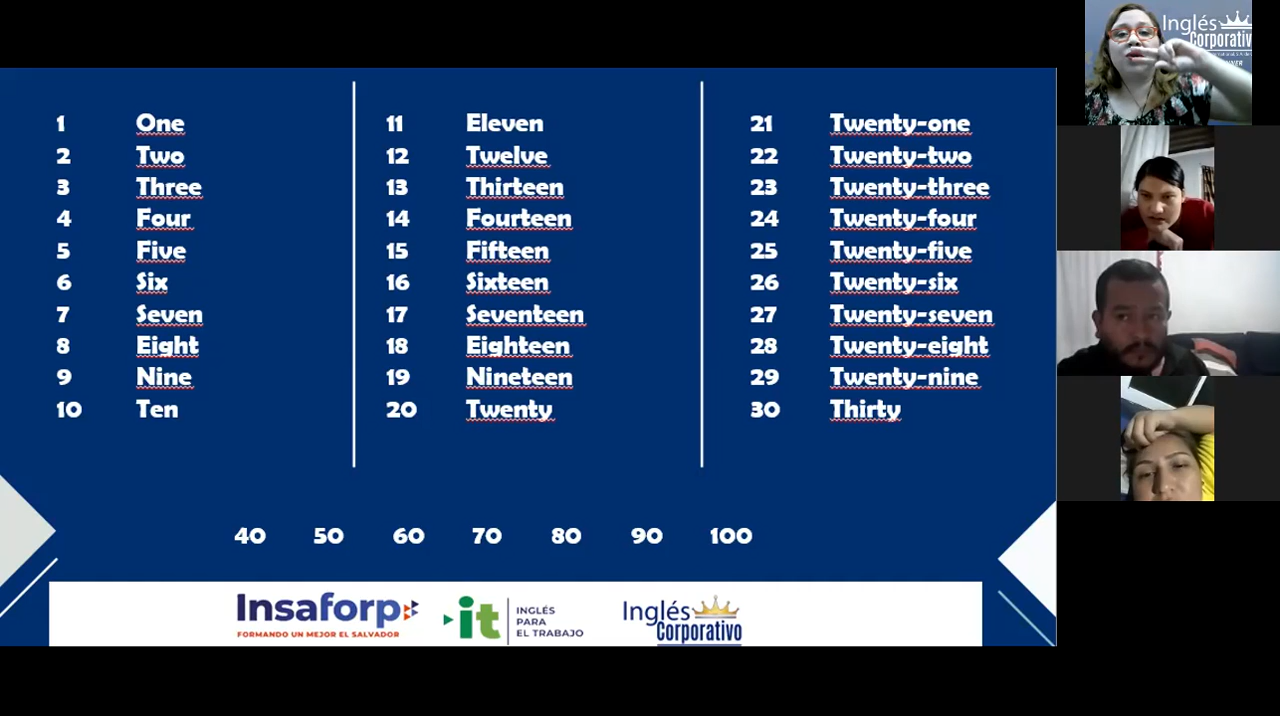 1 One
2 Two
3 Three
4 Four
5 Five
6 Six
7 Seven
8 Eight
9 Nine
10 Ten
11 Eleven
12 Twelve
13 Thirteen
14 Fourteen
15 Fifteen
16 Sixteen
17 Seventeen
18 Eighteen
19 Nineteen
20 Twenty
21 Twenty-one
22 Twenty-two
23 Twenty-three
24 Twenty-four
25 Twenty-five
26 Twenty-six
27 Twenty-seven
28 Twenty-eight
29 Twenty-nine
30 Thirty
40 50 60 70 80 90 100
Insaforp
FORMANDO UN MEJOR EL SALVADOR
it
INGLÉS
PARA
EL TRABAJO
Inglés
Corporativo
Inglés
Corporativ